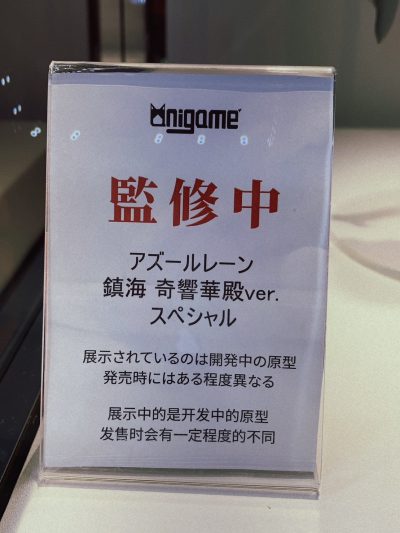 Onigame
監修中
アズールレーン
鎮海 奇響華殿ver.
スペシャル
展示されているのは開発中の原型
発売時にはある程度異なる
展示中的是开发中的原型
发售时会有一定程度的不同